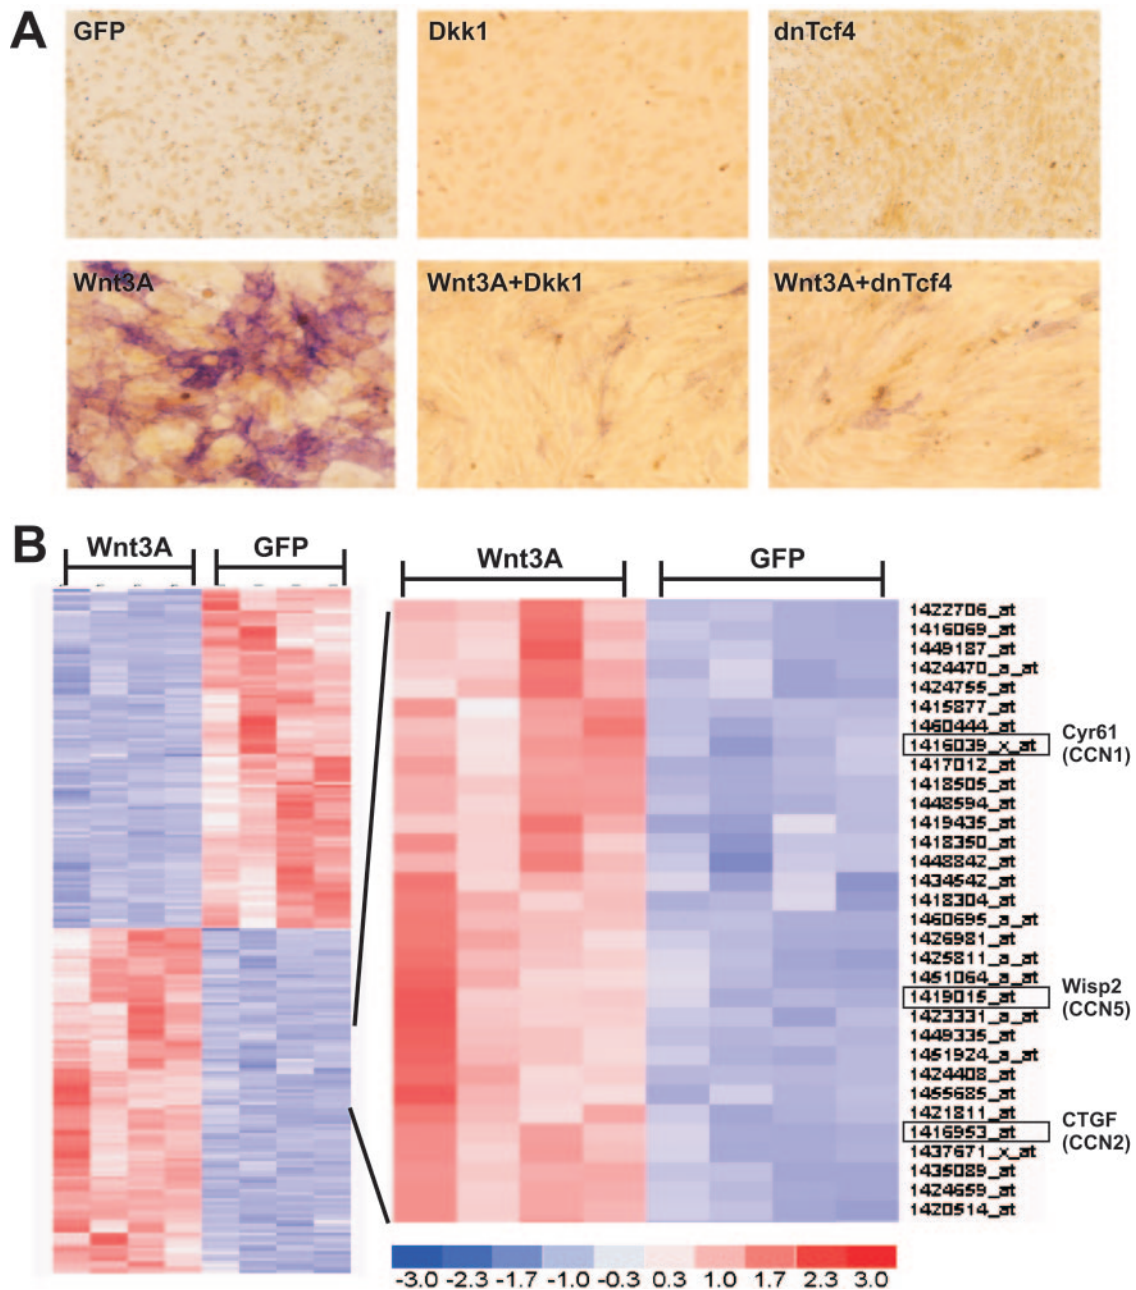 A
GFP
Dkk1
dnTcf4
Wnt3A
Wnt3A+Dkk1
Wnt3A+dnTcf4
B
Wnt3A
GFP
Wnt3A
GFP
1422706_at
1416069_at
1449187_at
1424470_a_at
1424755_at
1415877_at
1460444_at
1416039_x_at
1417012_at
1418505_at
1448594_at
1419435_at
1418350_at
1448842_at
1434542_at
1418304_at
1460695_a_at
1426981_at
1425811_a_at
1451064_a_at
1419015_at
1423331_a_at
1449335_at
1451924_a_at
1424408_at
1455685_at
1421811_at
1416953_at
1437671_x_at
1435089_at
1424659_at
1420514_at
Cyr61
(CCN1)
Wisp2
(CCN5)
CTGF
(CCN2)
-3.0 -2.3 -1.7 -1.0 -0.3 0.3 1.0 1.7 2.3 3.0